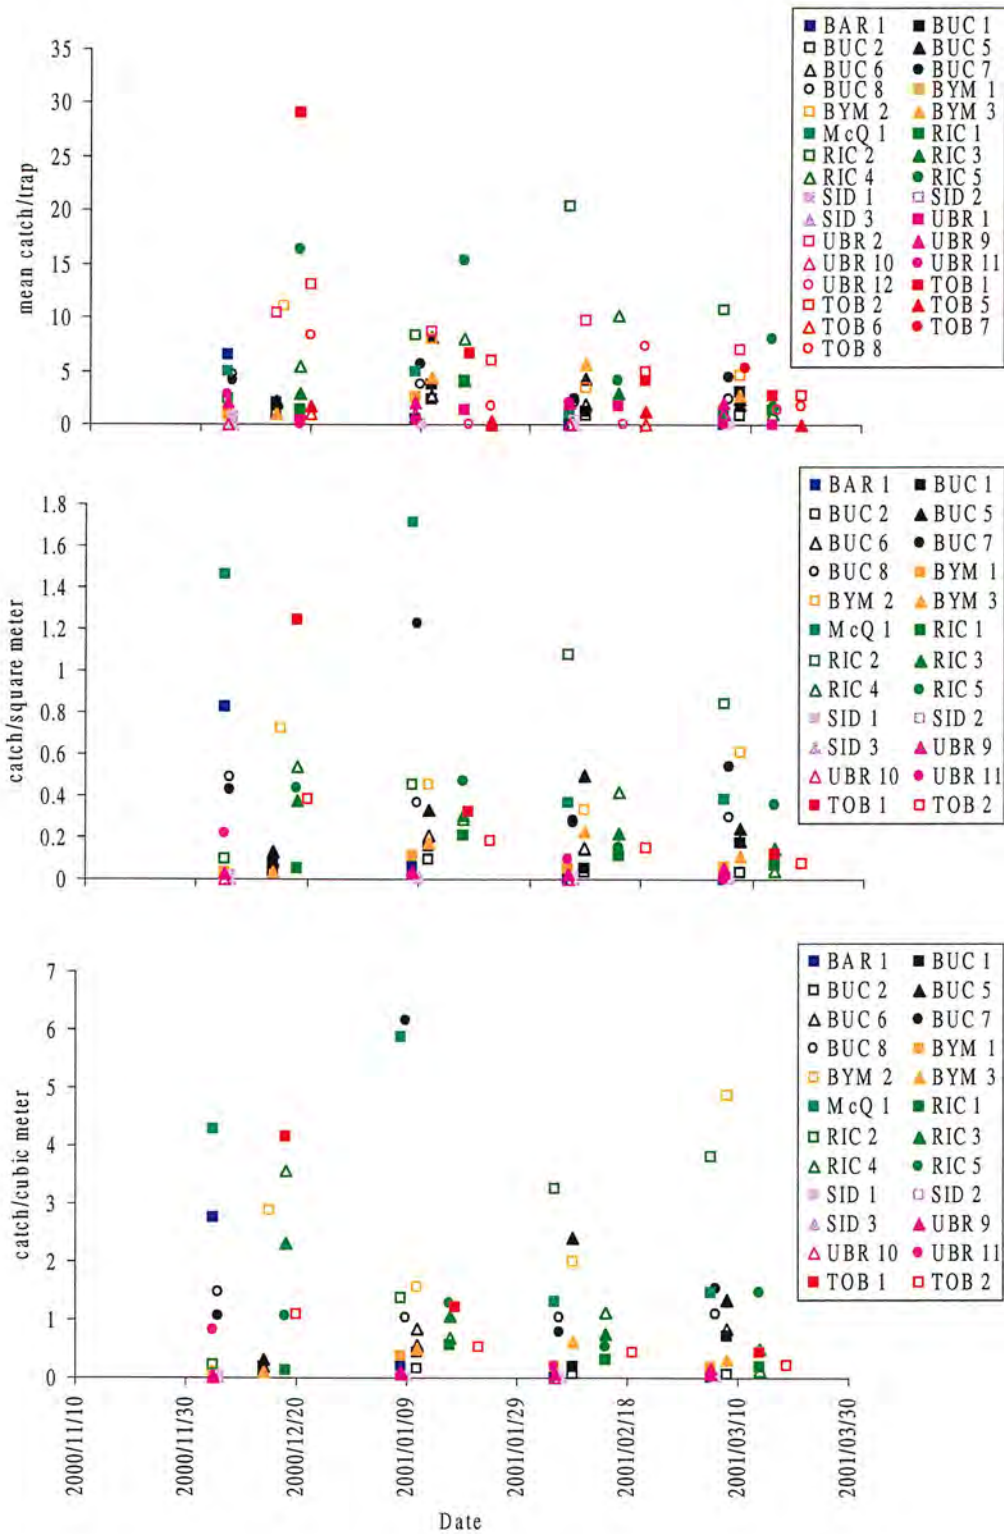 mean catch/trap
35
30
25
20
15
10
5
0
BAR 1 BUC 1
BUC 2 BUC 5
BUC 6 BUC 7
BUC 8 BYM 1
BYM 2 BYM 3
McQ 1 RIC 1
RIC 2 RIC 3
RIC 4 RIC 5
SID 1 SID 2
SID 3 UBR 1
UBR 2 UBR 9
UBR 10 UBR 11
UBR 12 TOB 1
TOB 2 TOB 5
TOB 6 TOB 7
TOB 8
catch/square meter
1.8
1.6
1.4
1.2
1
0.8
0.6
0.4
0.2
0
BAR 1 BUC 1
BUC 2 BUC 5
BUC 6 BUC 7
BUC 8 BYM 1
BYM 2 BYM 3
McQ 1 RIC 1
RIC 2 RIC 3
RIC 4 RIC 5
SID 1 SID 2
SID 3 UBR 9
UBR 10 UBR 11
TOB 1 TOB 2
catch/cubic meter
7
6
5
4
3
2
1
0
BAR 1 BUC 1
BUC 2 BUC 5
BUC 6 BUC 7
BUC 8 BYM 1
BYM 2 BYM 3
McQ 1 RIC 1
RIC 2 RIC 3
RIC 4 RIC 5
SID 1 SID 2
SID 3 UBR 9
UBR 10 UBR 11
TOB 1 TOB 2
2000/11/10
2000/11/30
2000/12/20
2001/01/09
2001/01/29
2001/02/18
2001/03/10
2001/03/30
Date